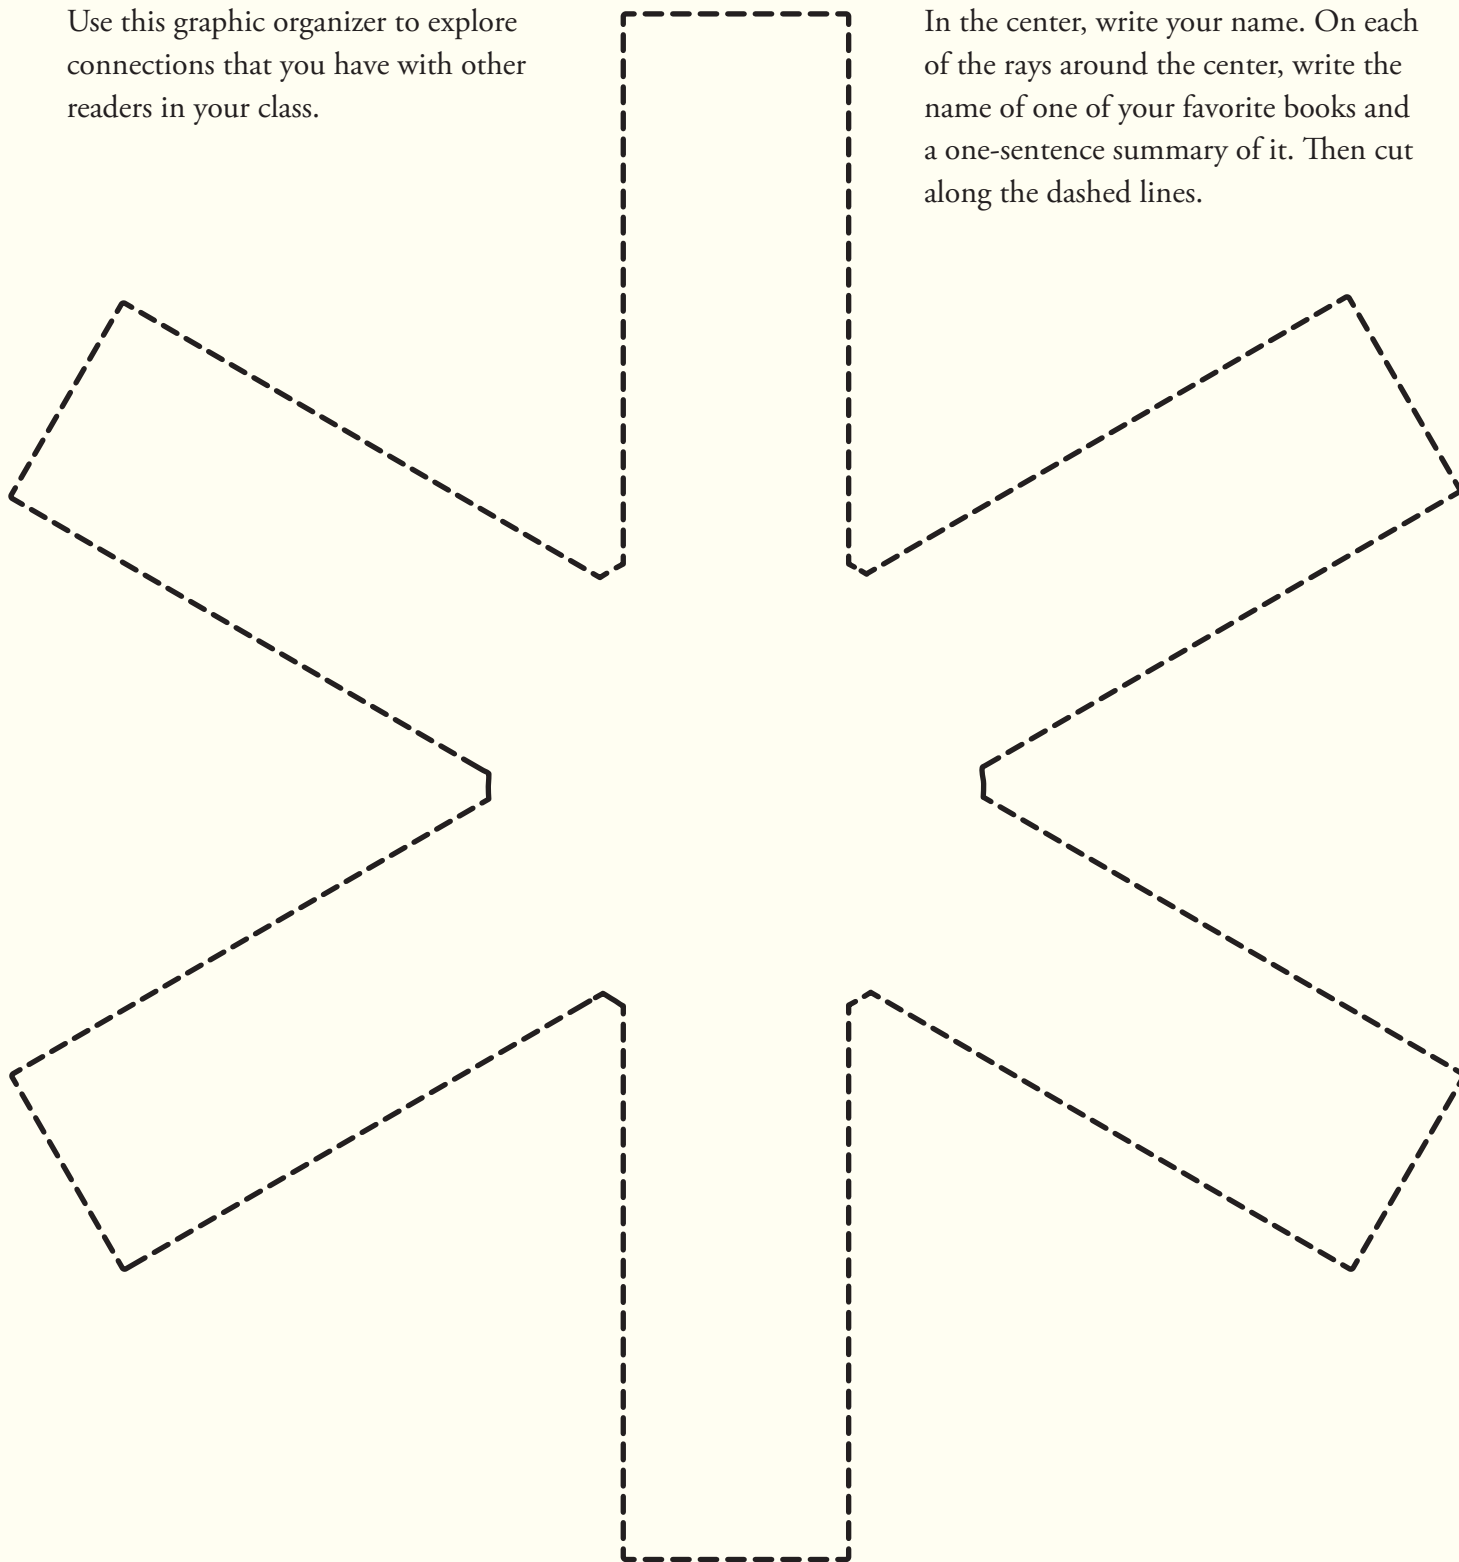 Use this graphic organizer to explore
connections that you have with other
readers in your class.
In the center, write your name. On each
of the rays around the center, write the
name of one of your favorite books and
a one-sentence summary of it. Then cut
along the dashed lines.